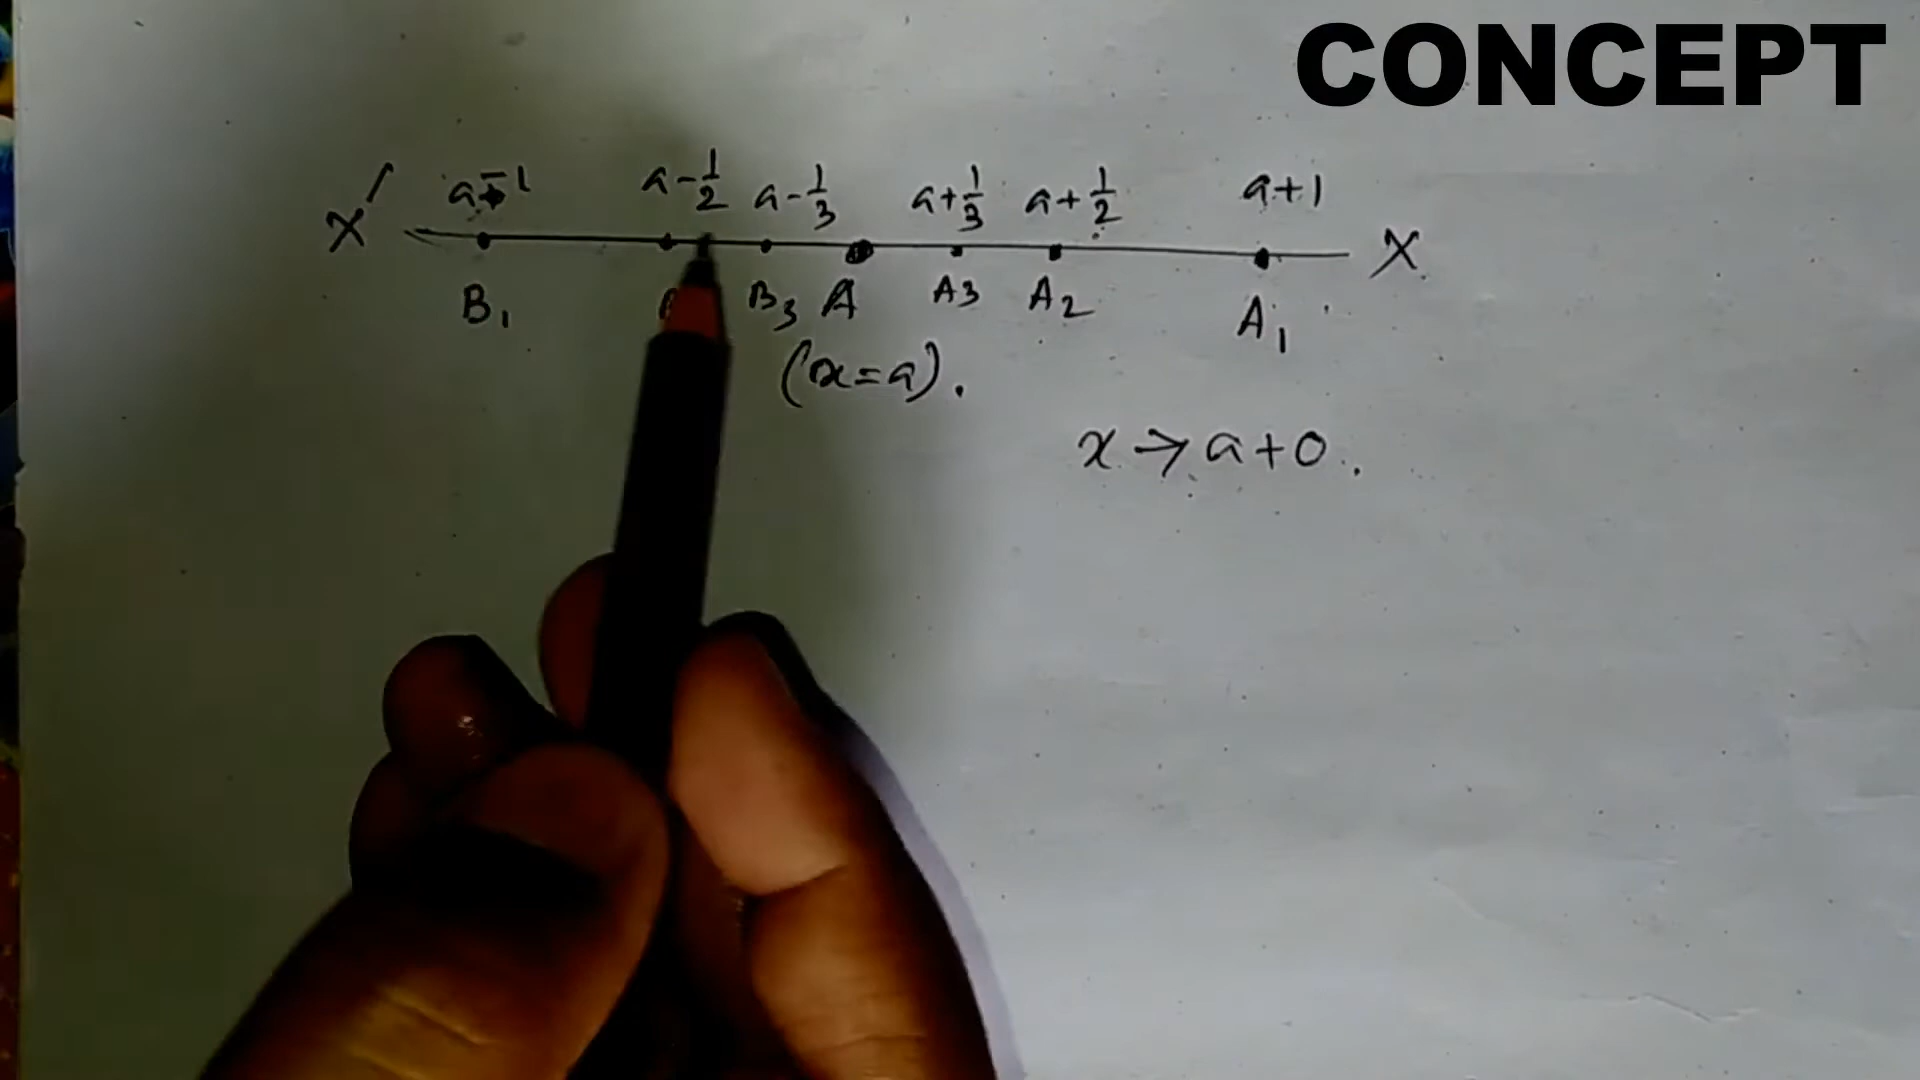 CONCEPT
a-1 a-1/2 a-1/3 a+1/3 a+1/2 a+1
X' X
B₁ B₃ A A3 A₂ A₁
(x=a).
x→a+0.